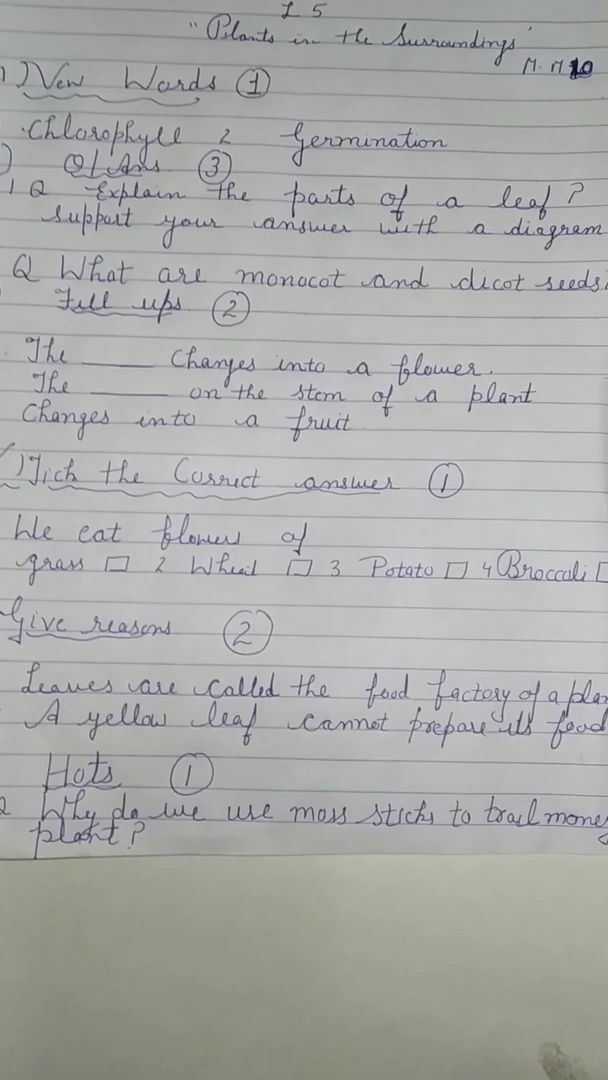 L 5
"Plants in the Surroundings"
M. M 10
) New Words ①
Chlorophyll 2 Germination
) Q/Ans ③
1 Q Explain the parts of a leaf?
Support your answer with a diagram
Q What are monocot and dicot seeds.
Fill ups ②
The ____ Changes into a flower.
The ____ on the stem of a plant
Changes into a fruit
) Tick the Correct answer ①
We eat flowers of
grass □ 2 Wheat □ 3 Potato □ 4 Broccoli □
Give reasons ②
Leaves are called the food factory of a plan
A yellow leaf cannot prepare its food
Hots ①
Why do we use moss sticks to trail money
plant?